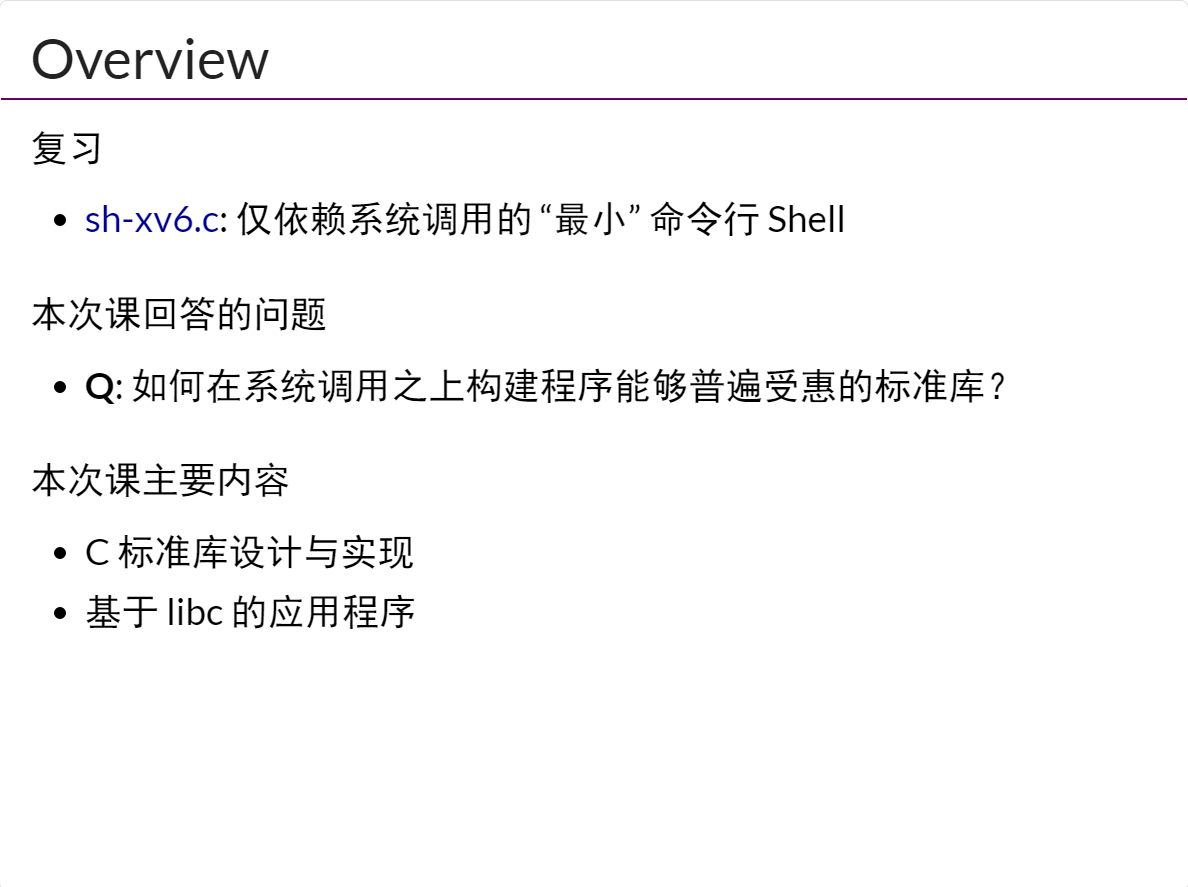 Overview
复习
• sh-xv6.c: 仅依赖系统调用的 “最小” 命令行 Shell
本次课回答的问题
• Q: 如何在系统调用之上构建程序能够普遍受惠的标准库？
本次课主要内容
• C 标准库设计与实现
• 基于 libc 的应用程序